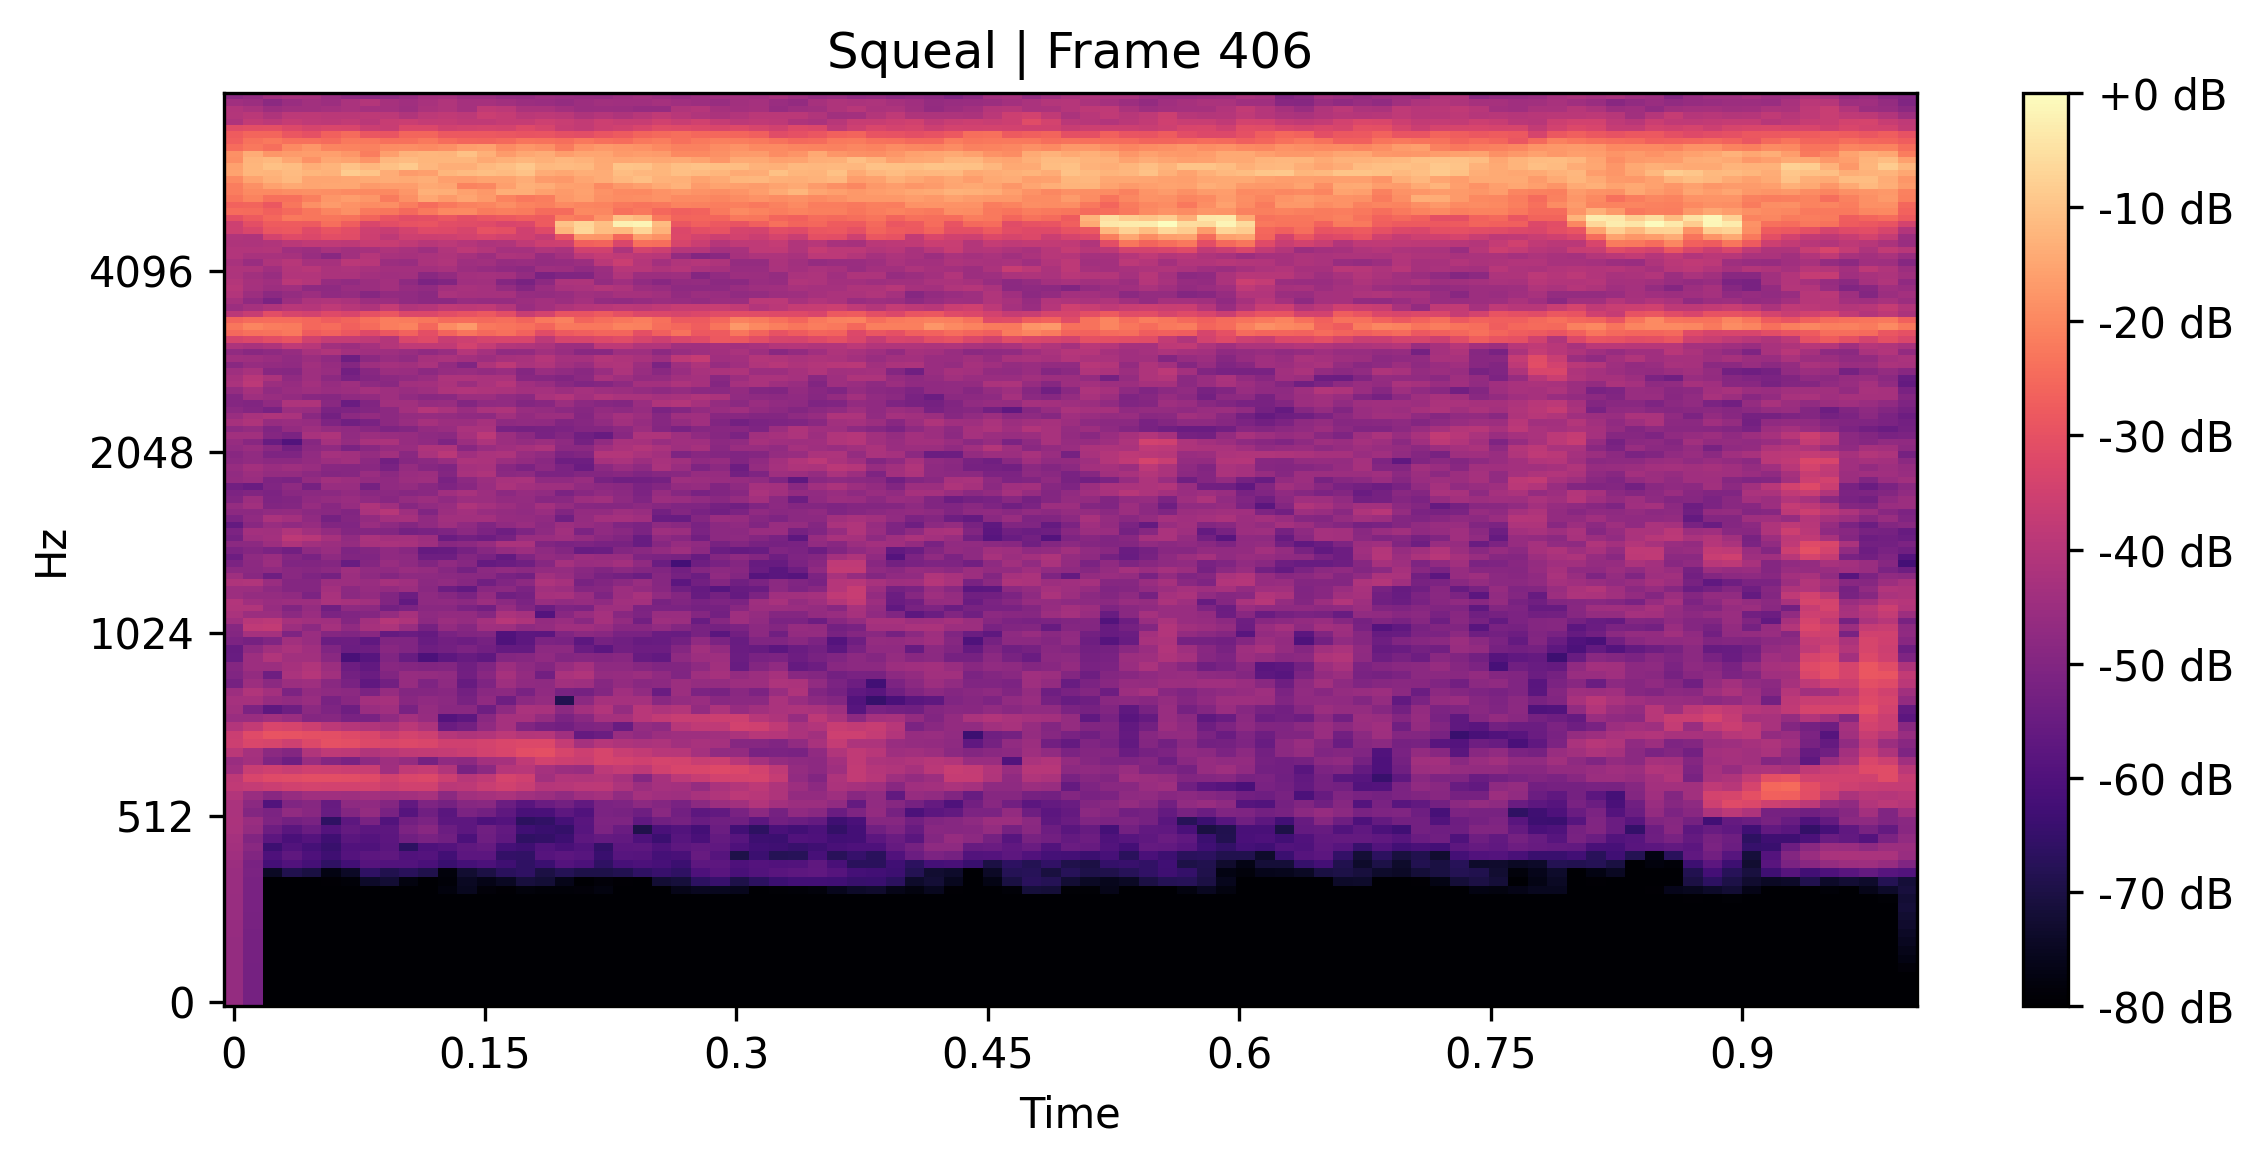 Squeal | Frame 406
+0 dB
-10 dB
-20 dB
-30 dB
-40 dB
-50 dB
-60 dB
-70 dB
-80 dB
Hz
4096
2048
1024
512
0
0 0.15 0.3 0.45 0.6 0.75 0.9
Time